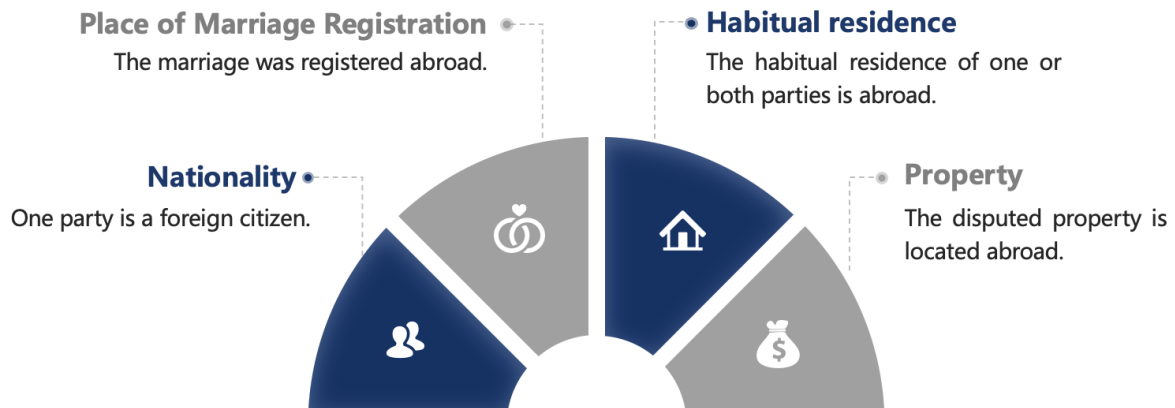 Place of Marriage Registration
The marriage was registered abroad.
Habitual residence
The habitual residence of one or
both parties is abroad.
Nationality
One party is a foreign citizen.
Property
The disputed property is
located abroad.
$